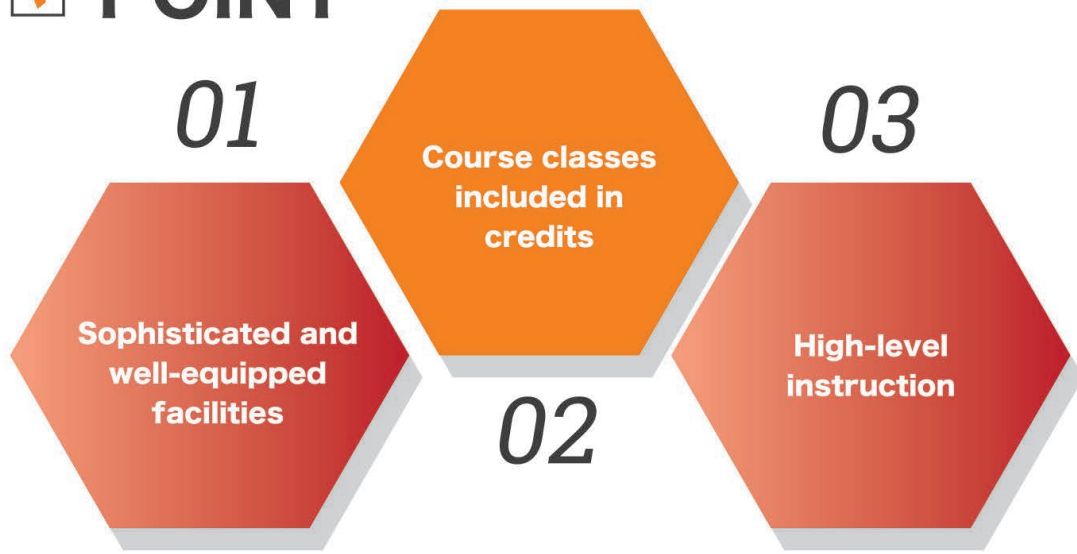 POINT
01
Sophisticated and
well-equipped
facilities
Course classes
included in
credits
02
03
High-level
instruction